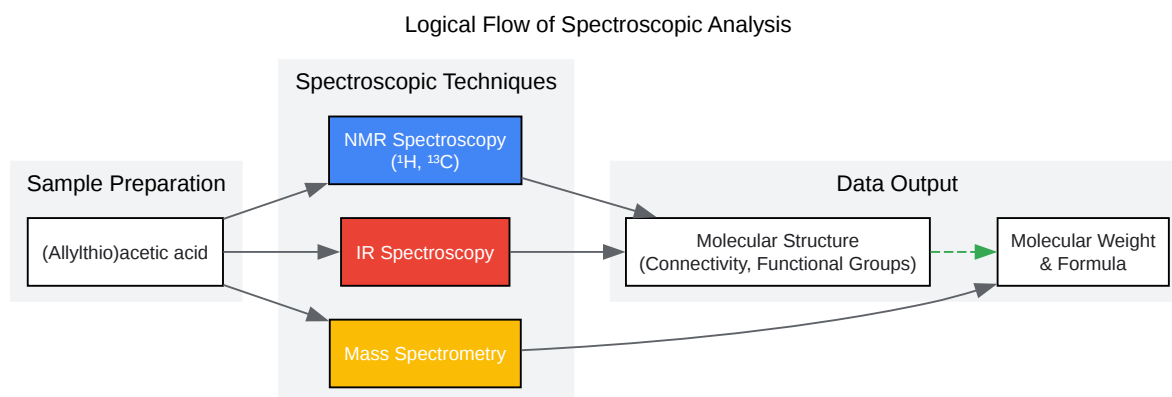 Logical Flow of Spectroscopic Analysis
Spectroscopic Techniques
NMR Spectroscopy
(¹H, ¹³C)
Sample Preparation
Data Output
(Allylthio)acetic acid
IR Spectroscopy
Molecular Structure
(Connectivity, Functional Groups)
Molecular Weight
& Formula
Mass Spectrometry